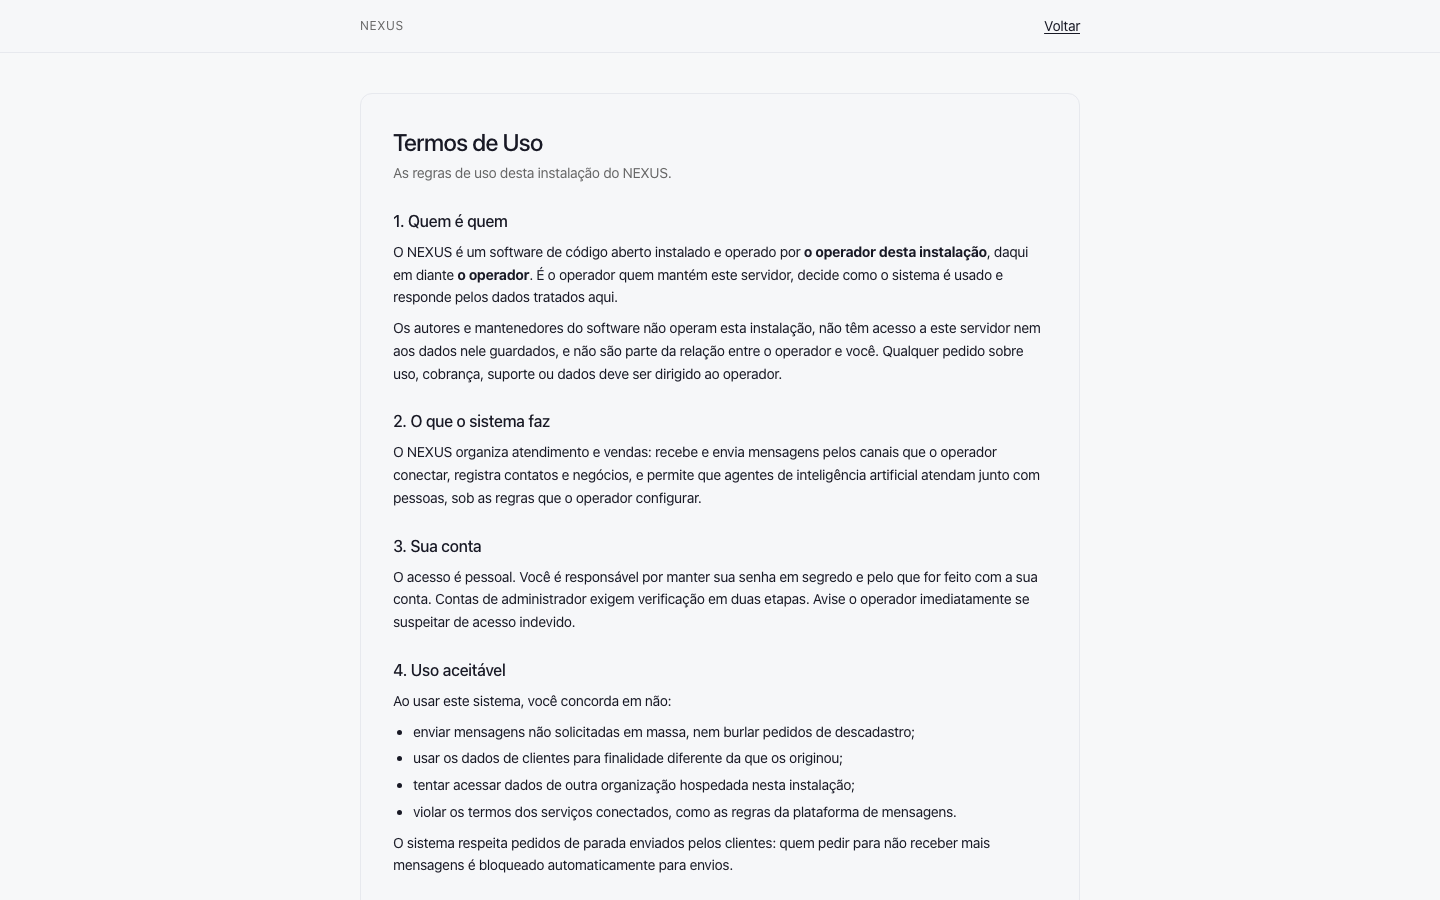 NEXUS
Voltar
Termos de Uso
As regras de uso desta instalação do NEXUS.
1. Quem é quem
O NEXUS é um software de código aberto instalado e operado por o operador desta instalação, daqui
em diante o operador. É o operador quem mantém este servidor, decide como o sistema é usado e
responde pelos dados tratados aqui.
Os autores e mantenedores do software não operam esta instalação, não têm acesso a este servidor nem
aos dados nele guardados, e não são parte da relação entre o operador e você. Qualquer pedido sobre
uso, cobrança, suporte ou dados deve ser dirigido ao operador.
2. O que o sistema faz
O NEXUS organiza atendimento e vendas: recebe e envia mensagens pelos canais que o operador
conectar, registra contatos e negócios, e permite que agentes de inteligência artificial atendam junto com
pessoas, sob as regras que o operador configurar.
3. Sua conta
O acesso é pessoal. Você é responsável por manter sua senha em segredo e pelo que for feito com a sua
conta. Contas de administrador exigem verificação em duas etapas. Avise o operador imediatamente se
suspeitar de acesso indevido.
4. Uso aceitável
Ao usar este sistema, você concorda em não:
• enviar mensagens não solicitadas em massa, nem burlar pedidos de descadastro;
• usar os dados de clientes para finalidade diferente da que os originou;
• tentar acessar dados de outra organização hospedada nesta instalação;
• violar os termos dos serviços conectados, como as regras da plataforma de mensagens.
O sistema respeita pedidos de parada enviados pelos clientes: quem pedir para não receber mais
mensagens é bloqueado automaticamente para envios.